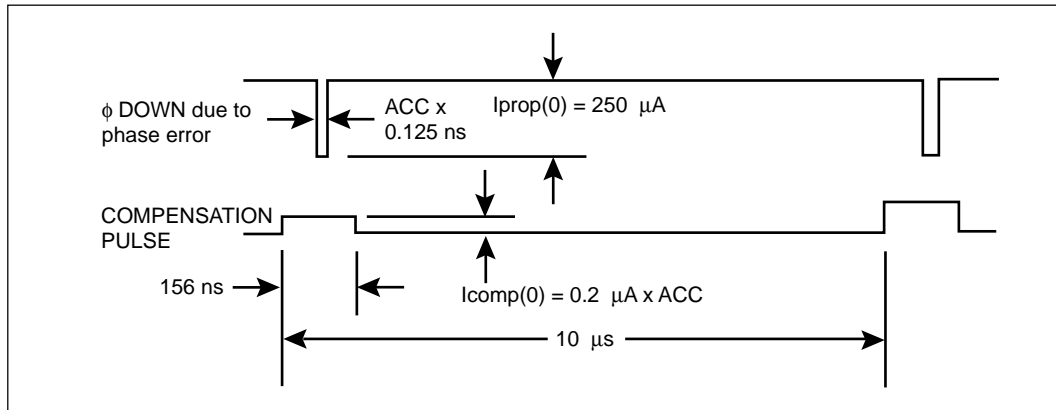 ϕ DOWN due to
phase error
ACC x
0.125 ns
Iprop(0) = 250 µA
COMPENSATION
PULSE
156 ns
Icomp(0) = 0.2 µA x ACC
10 µs